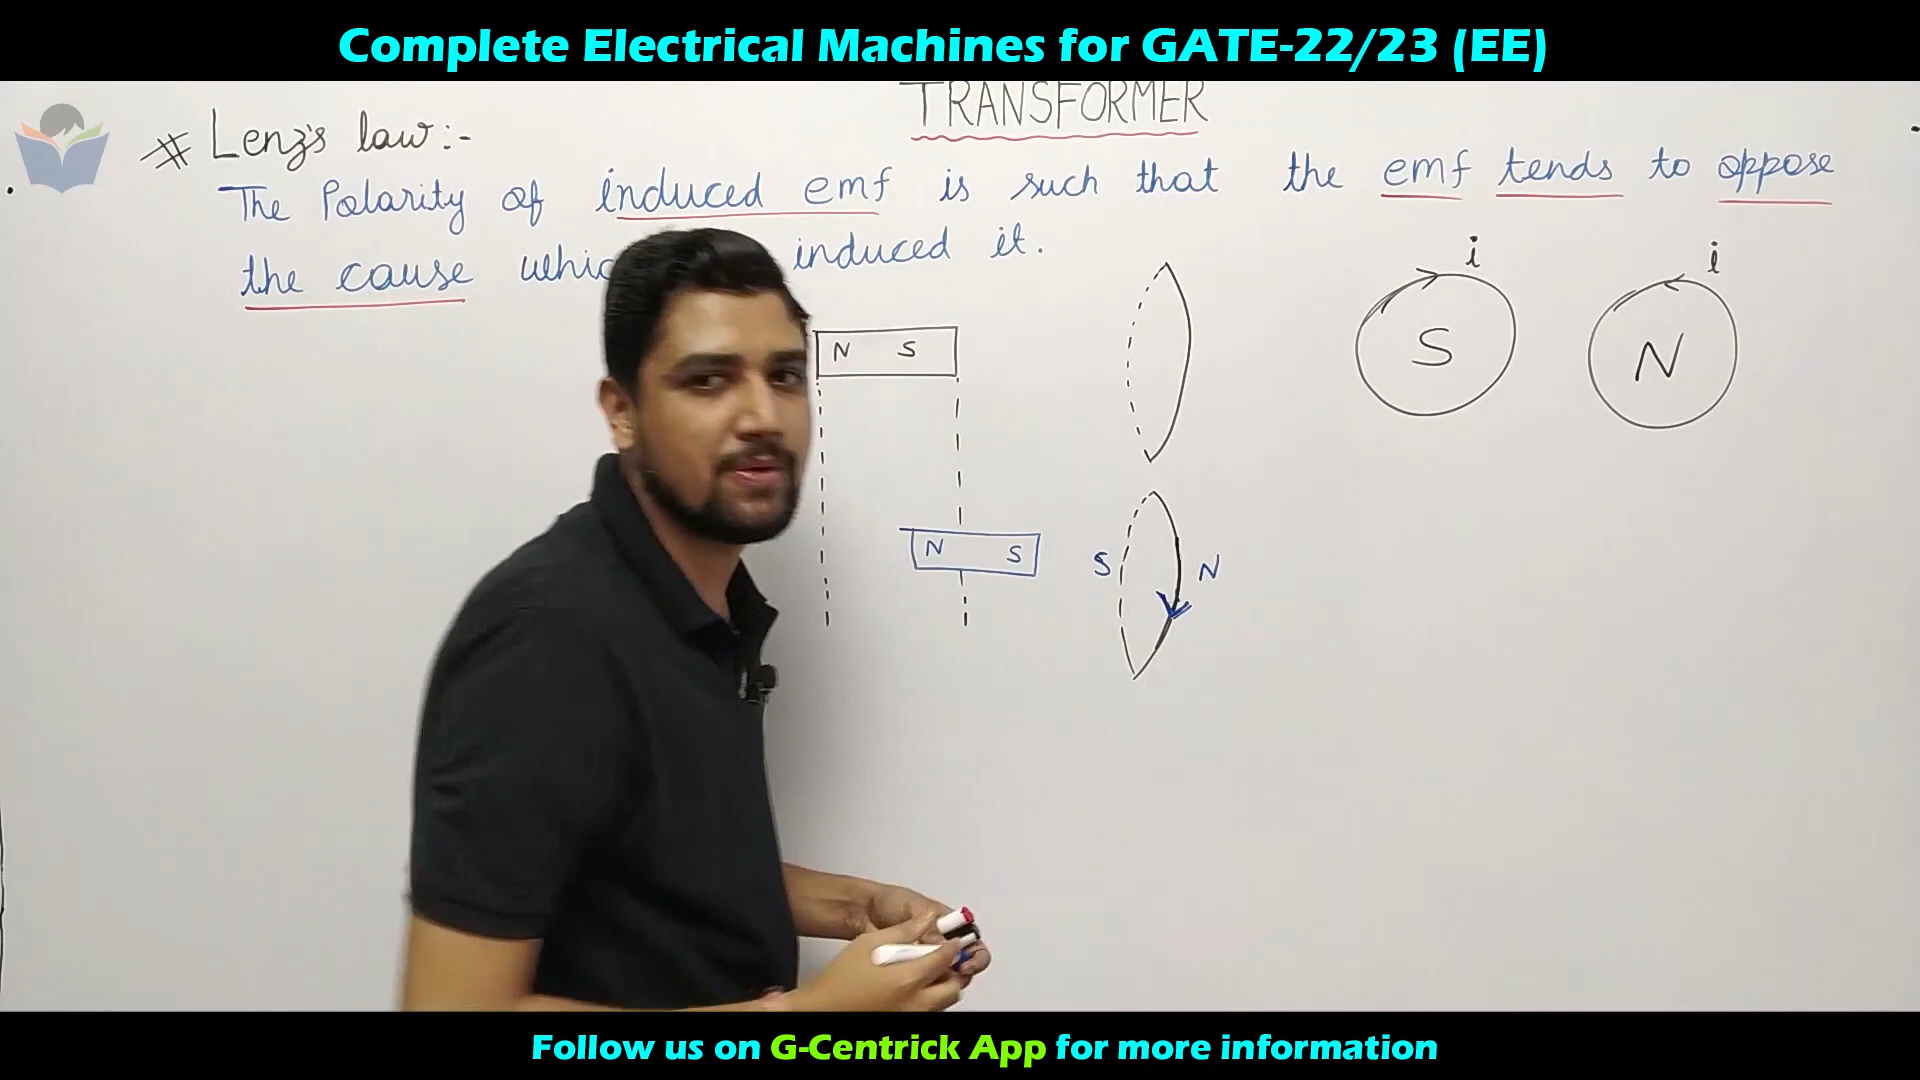 Complete Electrical Machines for GATE-22/23 (EE)
TRANSFORMER
# Lenz's law:-
The Polarity of induced emf is such that the emf tends to oppose
the cause induced it.
i i
N S
S N
N S
S N
Follow us on G-Centrick App for more information